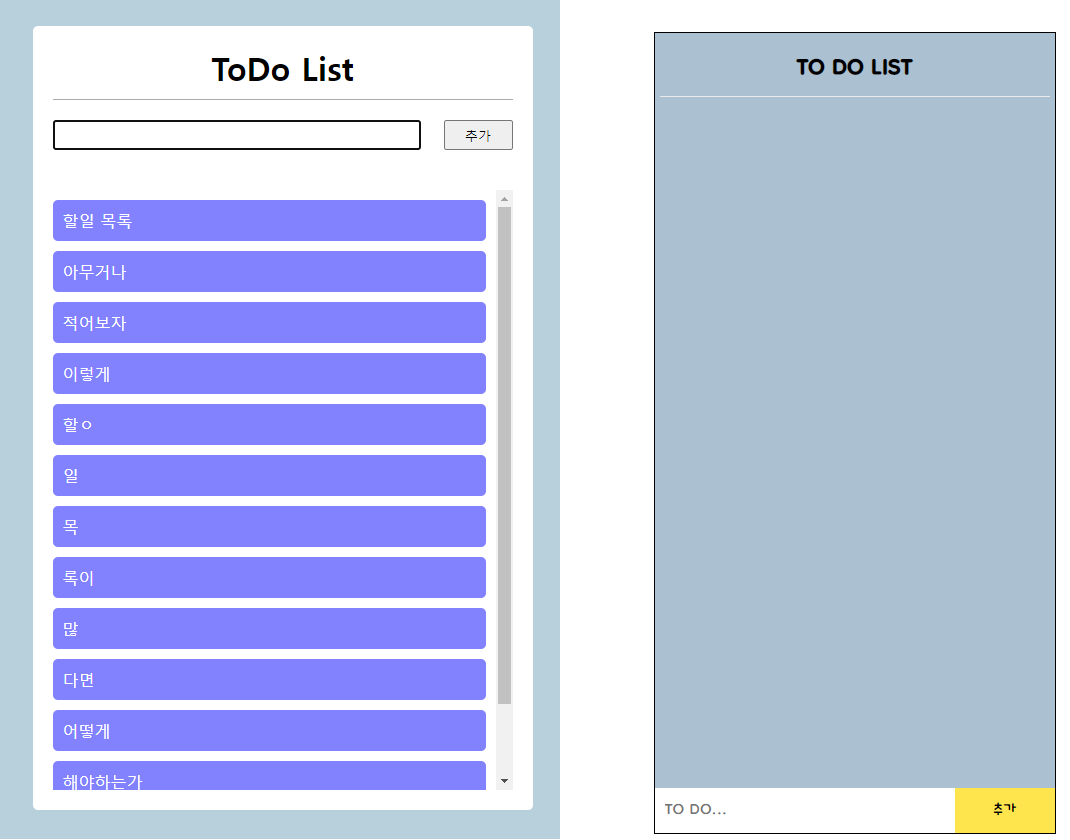 ToDo List
추가
할일 목록
아무거나
적어보자
이렇게
할ㅇ
일
목
록이
많
다면
어떻게
해야하는가
TO DO LIST
TO DO...
추가